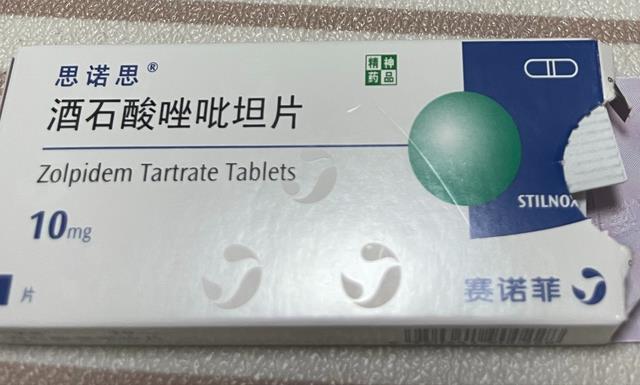 思诺思®
精神
药品
酒石酸唑吡坦片
Zolpidem Tartrate Tablets
10mg
STILNOX
片
赛诺菲